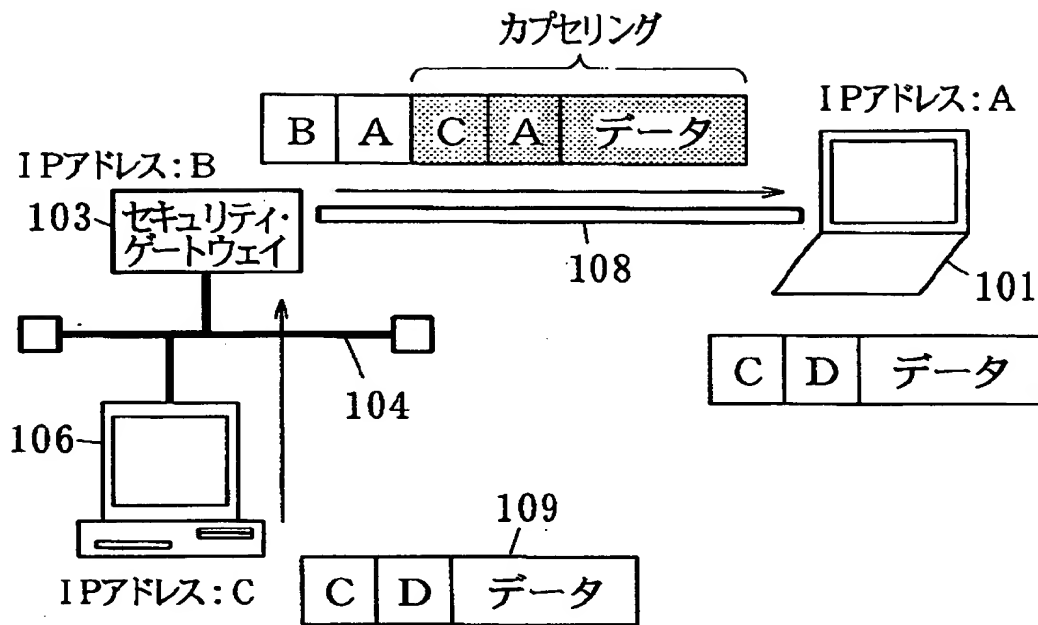 カプセリング
B A C A データ
IPアドレス:A
IPアドレス:B
103
セキュリティ・
ゲートウェイ
108
101
C D データ
104
106
109
IPアドレス:C
C D データ